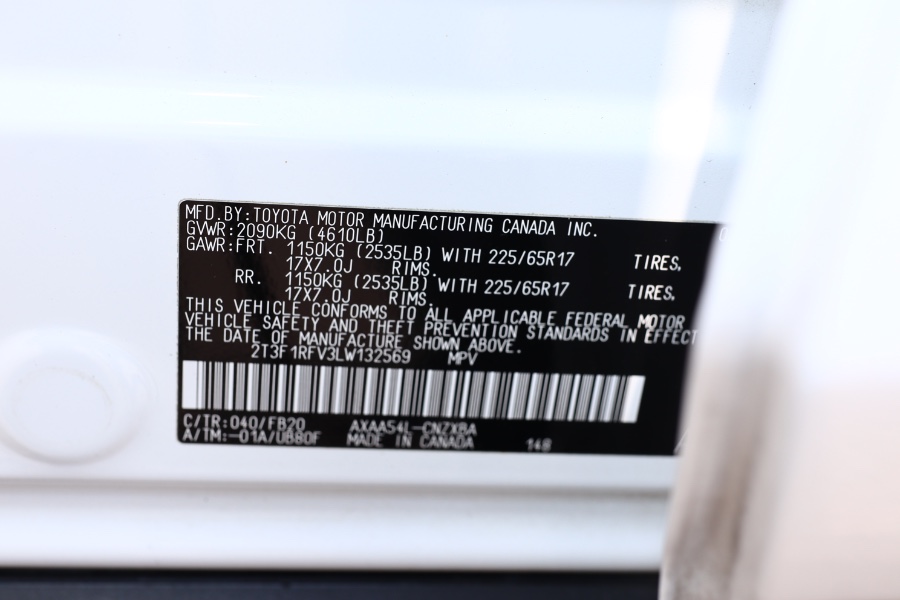 MFD.BY:TOYOTA MOTOR MANUFACTURING CANADA INC.
GVWR:2090KG (4610LB)
GAWR:FRT. 1150KG (2535LB) WITH 225/65R17 TIRES,
17X7.0J RIMS.
RR. 1150KG (2535LB) WITH 225/65R17 TIRES,
17X7.0J RIMS.
THIS VEHICLE CONFORMS TO ALL APPLICABLE FEDERAL MOTOR
VEHICLE SAFETY AND THEFT PREVENTION STANDARDS IN EFFECT
THE DATE OF MANUFACTURE SHOWN ABOVE.
2T3F1RFV3LW132569 MPV
C/TR:040/FB20 AXAA54L-CNZXBA
A/TM:-01A/UB80F MADE IN CANADA 148